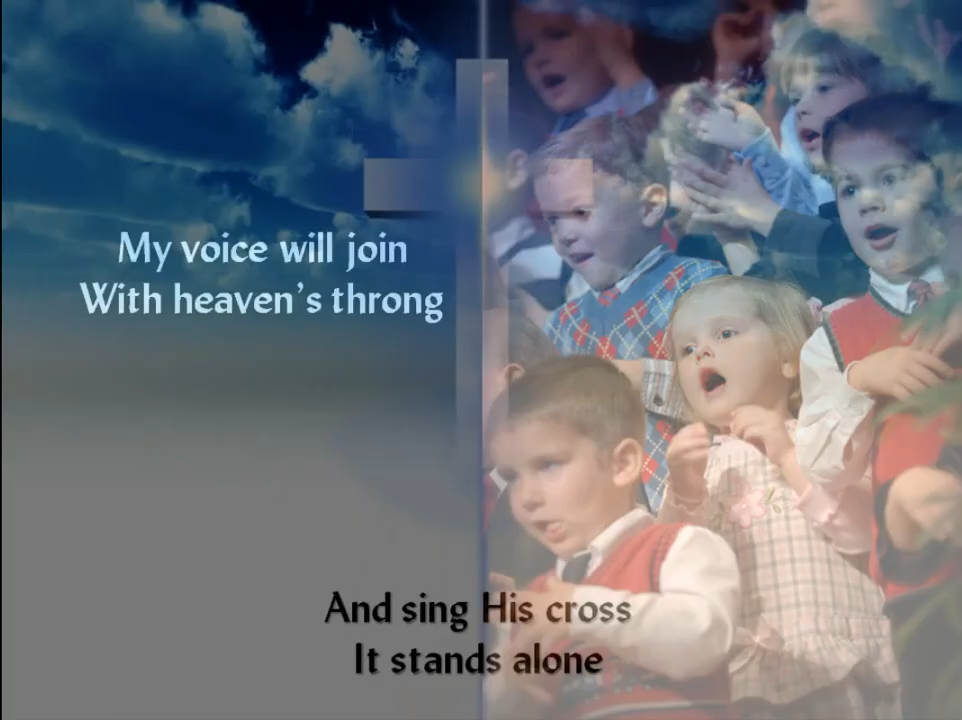 My voice will join
With heaven's throng
And sing His cross
It stands alone